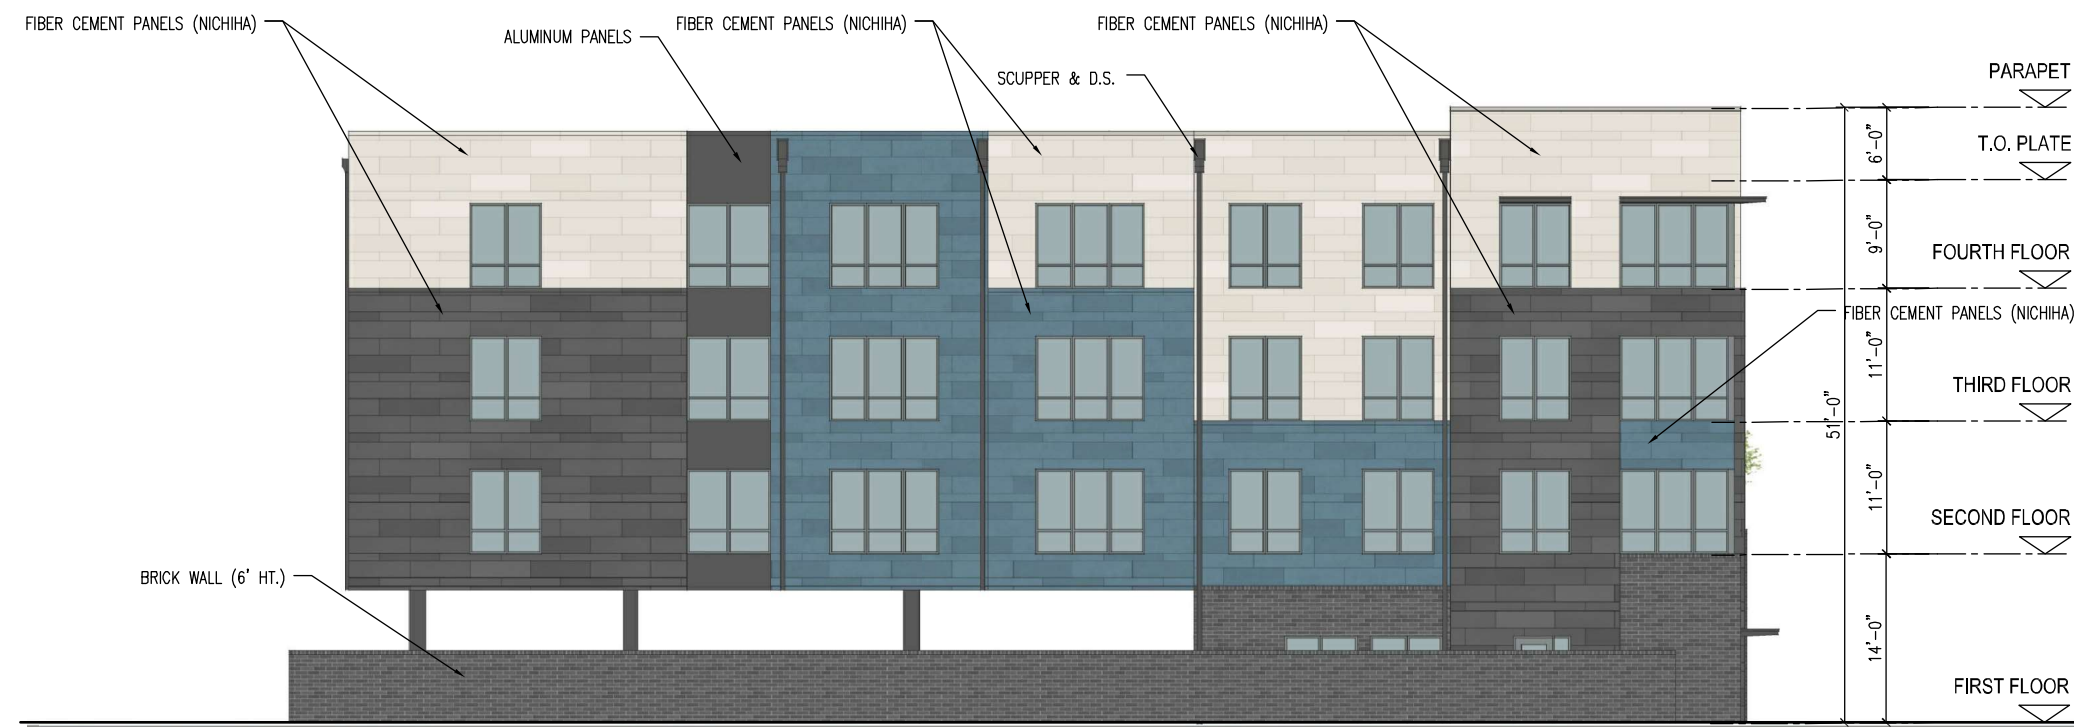 FIBER CEMENT PANELS (NICHIHA)
ALUMINUM PANELS
FIBER CEMENT PANELS (NICHIHA)
SCUPPER & D.S.
FIBER CEMENT PANELS (NICHIHA)
PARAPET
6'-0"
T.O. PLATE
9'-0"
FOURTH FLOOR
FIBER CEMENT PANELS (NICHIHA)
11'-0"
THIRD FLOOR
51'-0"
11'-0"
SECOND FLOOR
BRICK WALL (6' HT.)
14'-0"
FIRST FLOOR